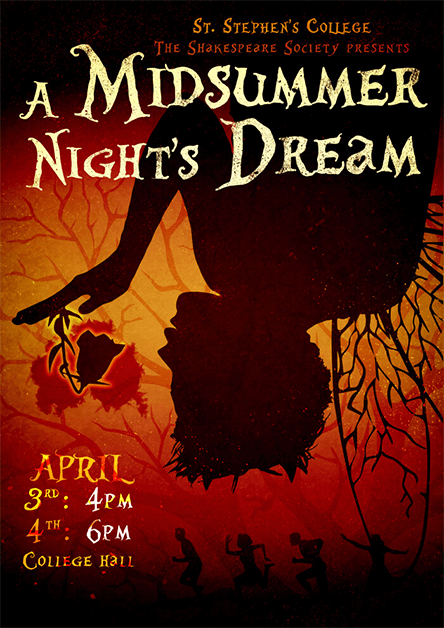 St. Stephen's College
The Shakespeare Society presents
A Midsummer
Night's Dream
April
3rd: 4pm
4th: 6pm
College hall